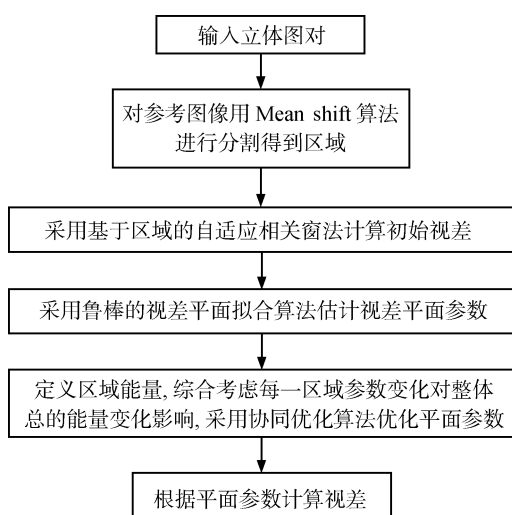 输入立体图对
对参考图像用 Mean shift 算法
进行分割得到区域
采用基于区域的自适应相关窗法计算初始视差
采用鲁棒的视差平面拟合算法估计视差平面参数
定义区域能量, 综合考虑每一区域参数变化对整体
总的能量变化影响, 采用协同优化算法优化平面参数
根据平面参数计算视差